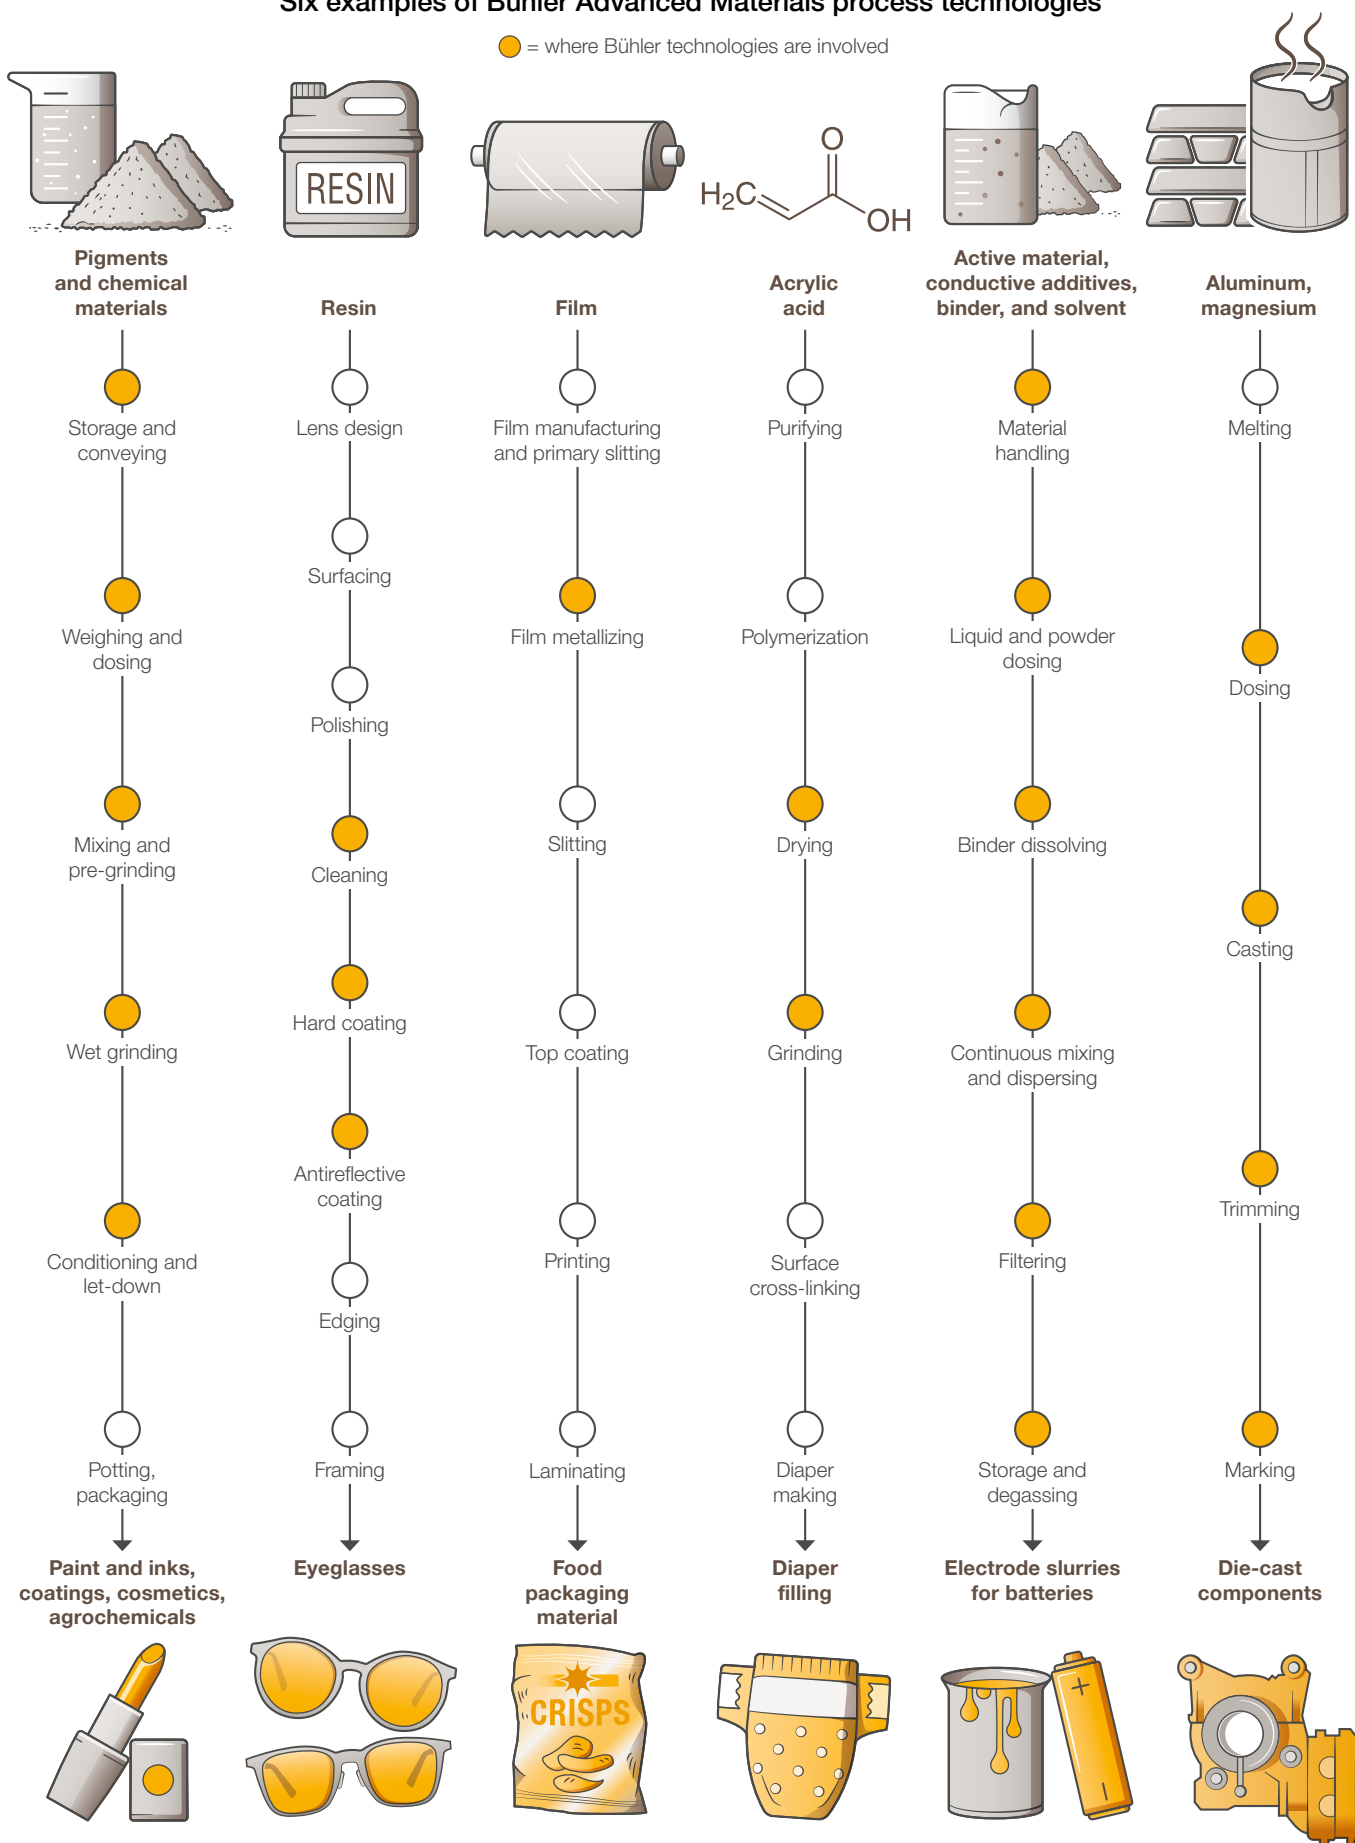 Six examples of Bühler Advanced Materials process technologies
= where Bühler technologies are involved
RESIN
O
H₂C
OH
Pigments
and chemical
materials
Storage and
conveying
Weighing and
dosing
Mixing and
pre-grinding
Wet grinding
Conditioning and
let-down
Potting,
packaging
Paint and inks,
coatings, cosmetics,
agrochemicals
Resin
Lens design
Surfacing
Polishing
Cleaning
Hard coating
Antireflective
coating
Edging
Framing
Eyeglasses
Film
Film manufacturing
and primary slitting
Film metallizing
Slitting
Top coating
Printing
Laminating
Food
packaging
material
CRISPS
Acrylic
acid
Purifying
Polymerization
Drying
Grinding
Surface
cross-linking
Diaper
making
Diaper
filling
Active material,
conductive additives,
binder, and solvent
Material
handling
Liquid and powder
dosing
Binder dissolving
Continuous mixing
and dispersing
Filtering
Storage and
degassing
Electrode slurries
for batteries
+
–
Aluminum,
magnesium
Melting
Dosing
Casting
Trimming
Marking
Die-cast
components